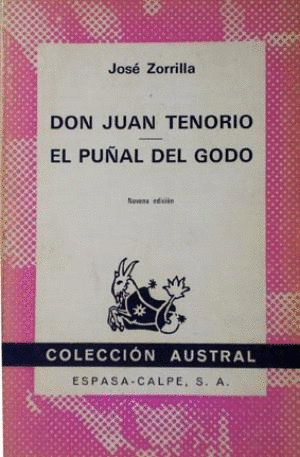 José Zorrilla
DON JUAN TENORIO
EL PUÑAL DEL GODO
Novena edición
COLECCIÓN AUSTRAL
ESPASA-CALPE, S. A.